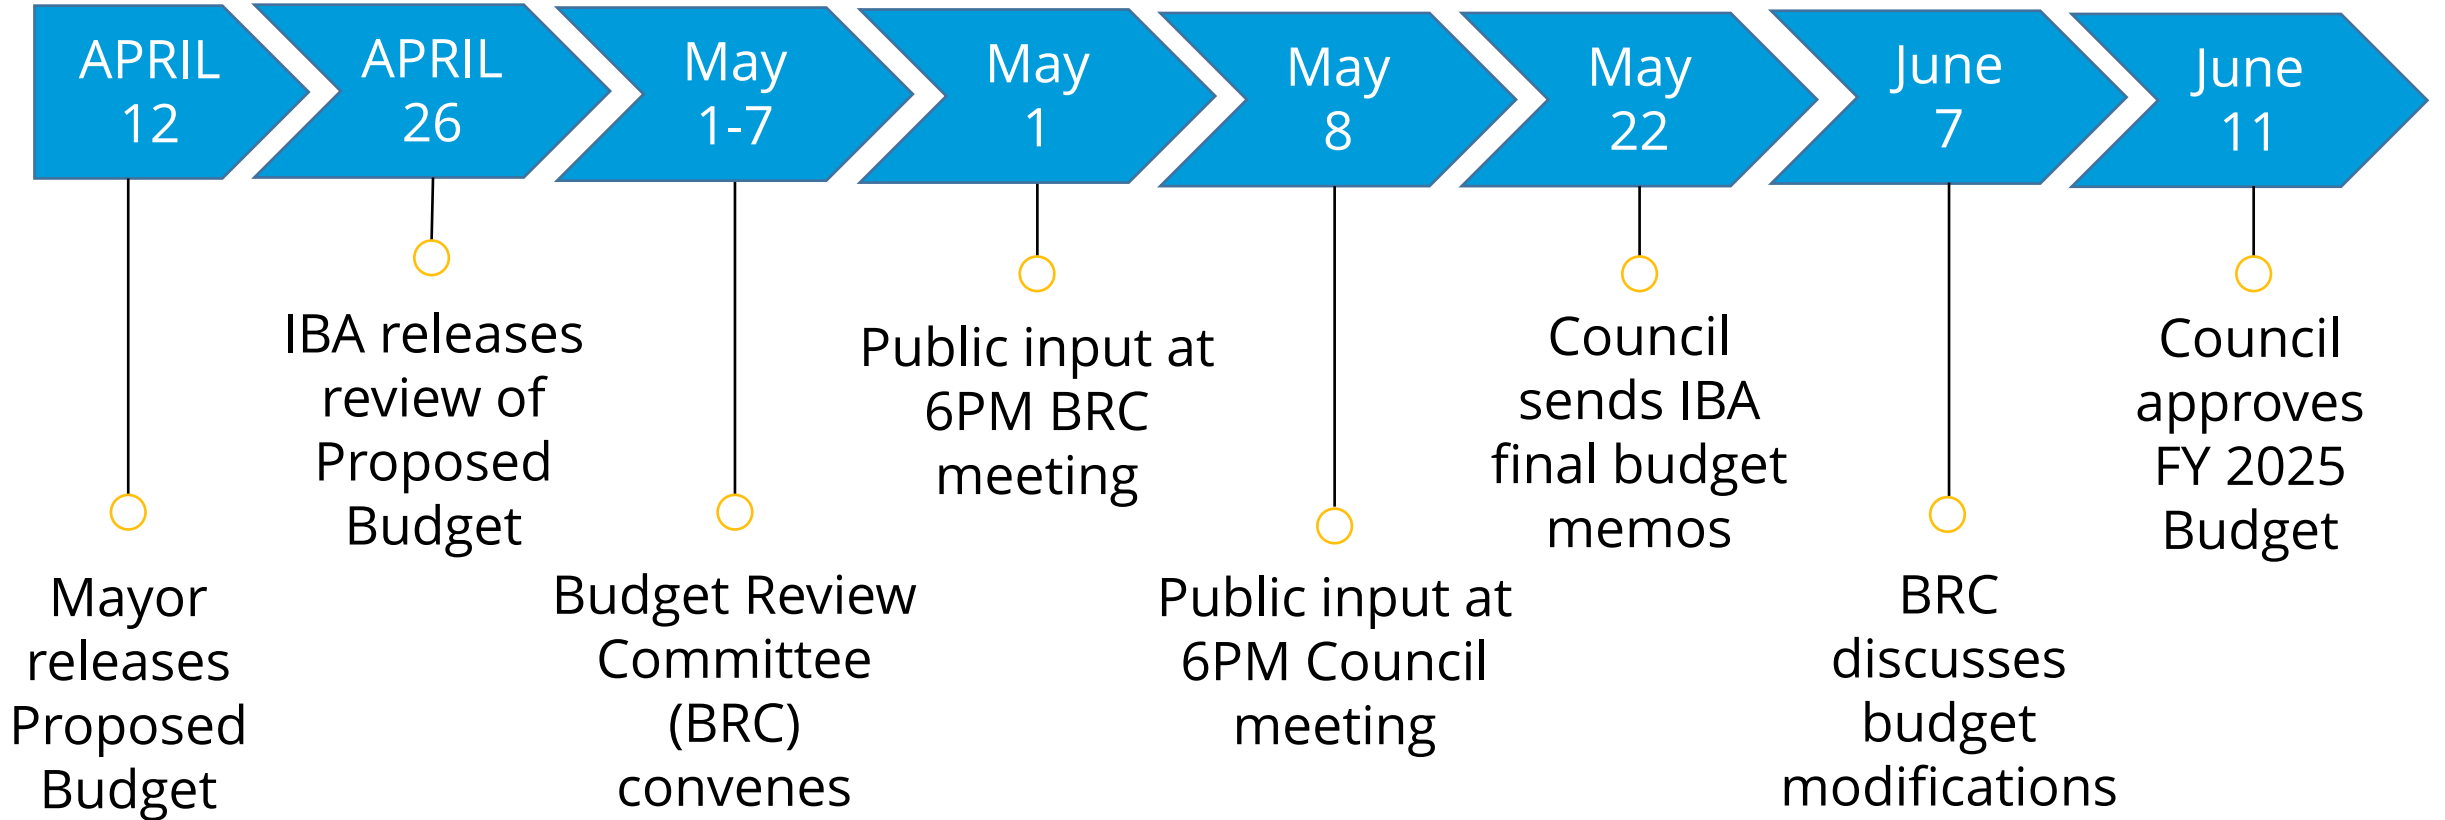 APRIL
12
APRIL
26
May
1-7
May
1
May
8
May
22
June
7
June
11
Mayor
releases
Proposed
Budget
IBA releases
review of
Proposed
Budget
Budget Review
Committee
(BRC)
convenes
Public input at
6PM BRC
meeting
Public input at
6PM Council
meeting
Council
sends IBA
final budget
memos
BRC
discusses
budget
modifications
Council
approves
FY 2025
Budget